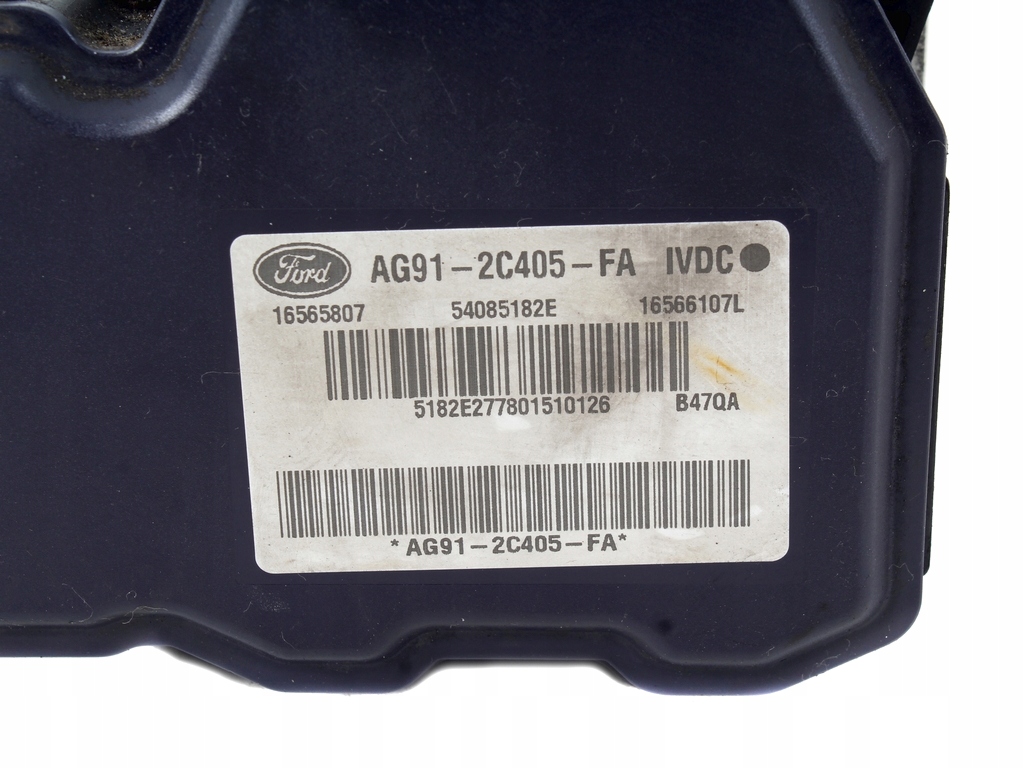 Ford AG91-2C405-FA IVDC
16565807 54085182E 16566107L
5182E277801510126 B47QA
*AG91-2C405-FA*